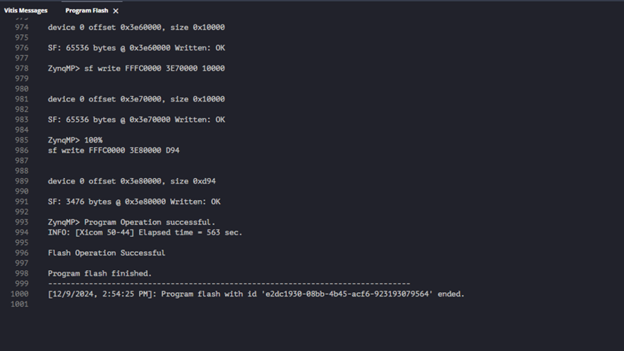 Vitis Messages Program Flash ×
974 device 0 offset 0x3e60000, size 0x10000
975
976 SF: 65536 bytes @ 0x3e60000 Written: OK
977
978 ZynqMP> sf write FFFC0000 3E70000 10000
979
980
981 device 0 offset 0x3e70000, size 0x10000
982
983 SF: 65536 bytes @ 0x3e70000 Written: OK
984
985 ZynqMP> 100%
986 sf write FFFC0000 3E80000 D94
987
988
989 device 0 offset 0x3e80000, size 0xd94
990
991 SF: 3476 bytes @ 0x3e80000 Written: OK
992
993 ZynqMP> Program Operation successful.
994 INFO: [Xicom 50-44] Elapsed time = 563 sec.
995
996 Flash Operation Successful
997
998 Program flash finished.
999 --------------------------------------------------------------------------------
1000 [12/9/2024, 2:54:25 PM]: Program flash with id 'e2dc1930-08bb-4b45-acf6-923193079564' ended.
1001